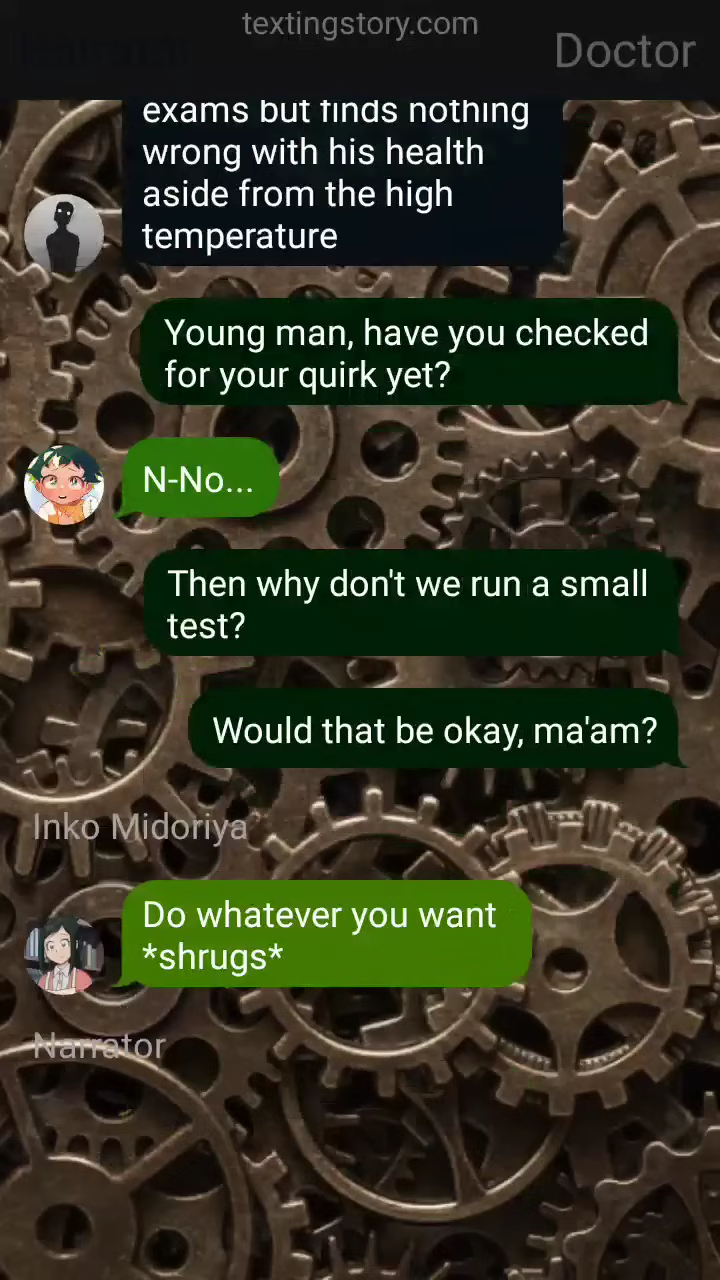 textingstory.com
Doctor
exams but finds nothing
wrong with his health
aside from the high
temperature
Young man, have you checked
for your quirk yet?
N-No...
Then why don't we run a small
test?
Would that be okay, ma'am?
Inko Midoriya
Do whatever you want
*shrugs*
Narrator